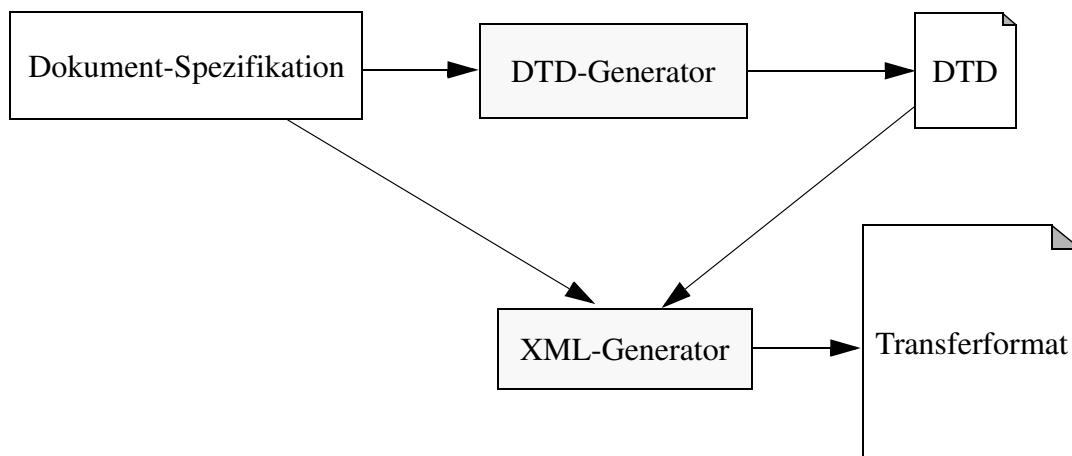 Dokument-Spezifikation
DTD-Generator
DTD
XML-Generator
Transferformat